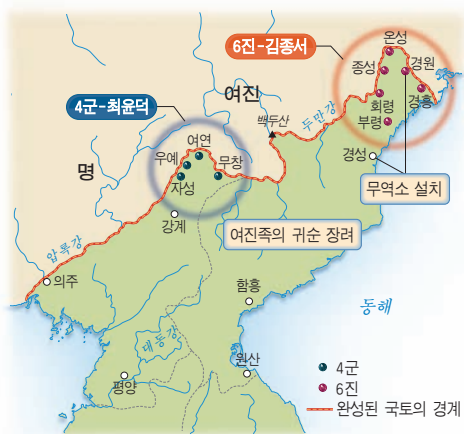 6진-김종서
온성
종성
경원
회령
경흥
부령
4군-최윤덕
여진
백두산
두만강
여연
우예
무창
자성
명
경성
무역소 설치
강계
여진족의 귀순 장려
압록강
의주
함흥
동해
대동강
원산
평양
4군
6진
완성된 국토의 경계